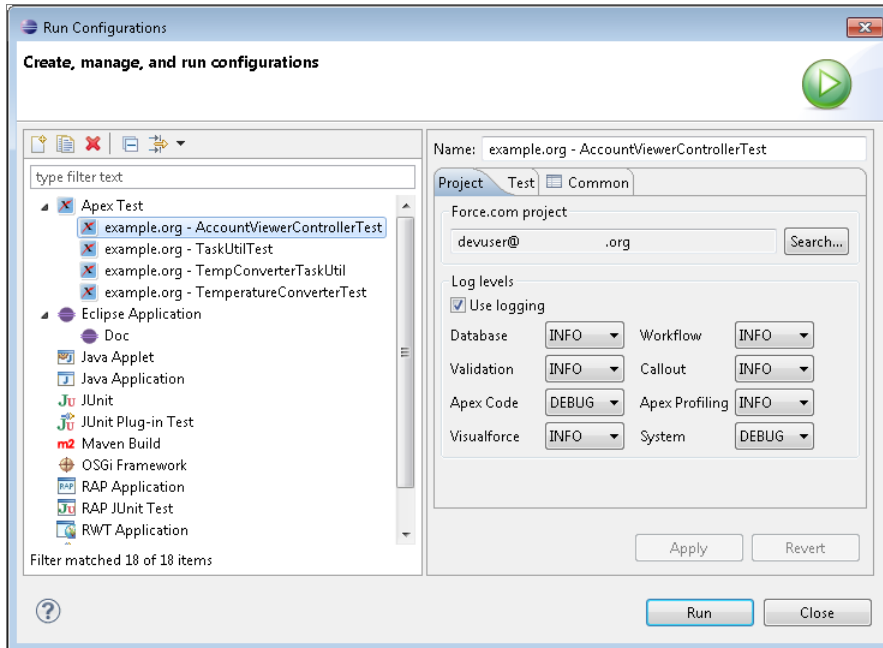 Run Configurations
Create, manage, and run configurations
type filter text
Apex Test
example.org - AccountViewerControllerTest
example.org - TaskUtilTest
example.org - TempConverterTaskUtil
example.org - TemperatureConverterTest
Eclipse Application
Doc
Java Applet
Java Application
Ju JUnit
JUnit Plug-in Test
m2 Maven Build
OSGi Framework
RAP RAP Application
Ju RAP JUnit Test
RWT Application
Filter matched 18 of 18 items
Name: example.org - AccountViewerControllerTest
Project Test Common
Force.com project
devuser@ .org Search...
Log levels
Use logging
Database INFO Workflow INFO
Validation INFO Callout INFO
Apex Code DEBUG Apex Profiling INFO
Visualforce INFO System DEBUG
Apply Revert
? Run Close